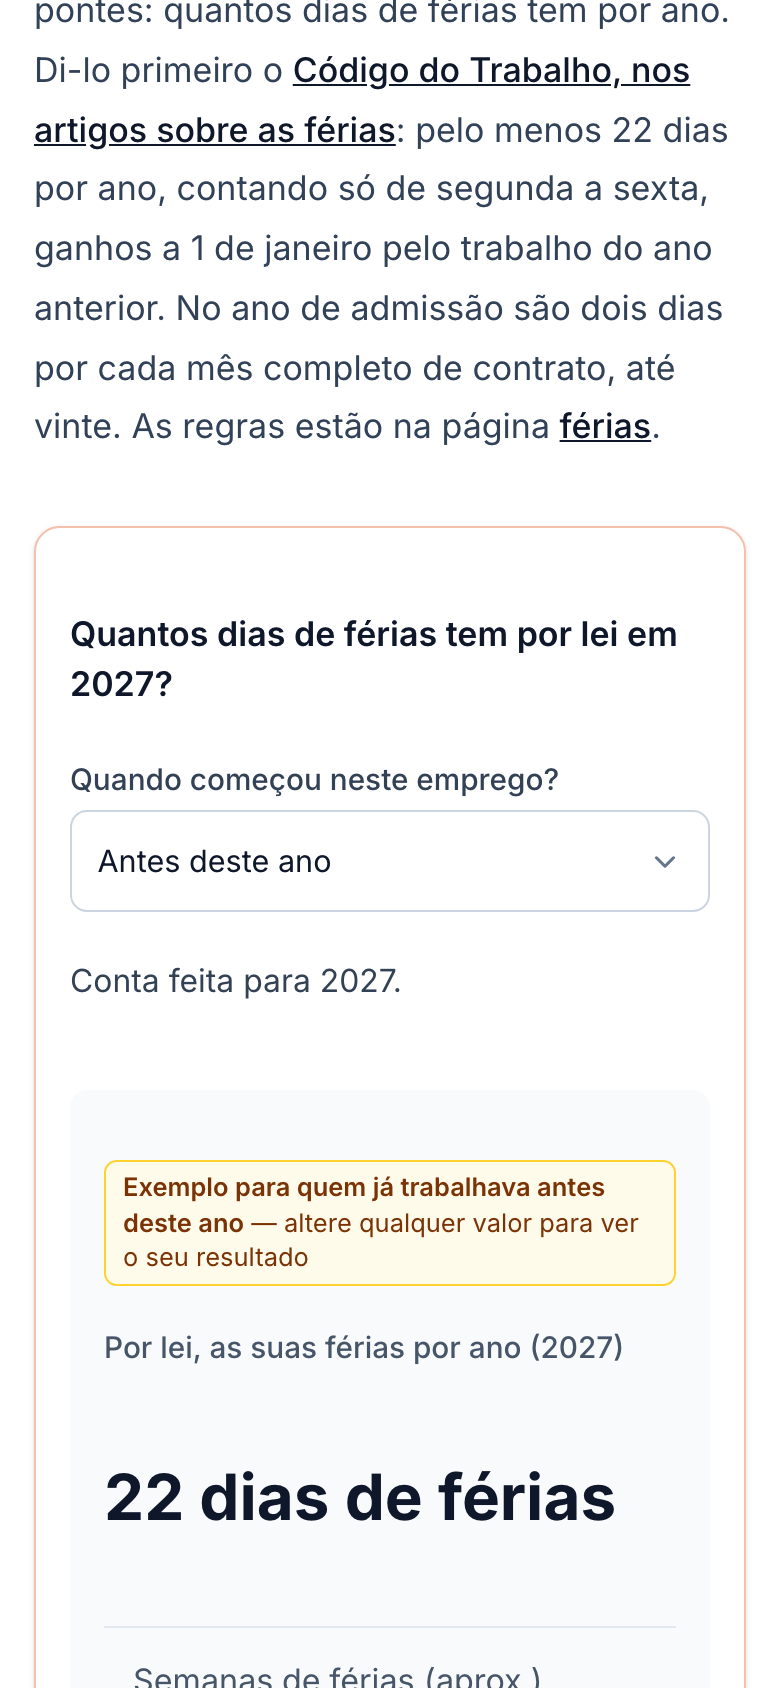 pontes: quantos dias de férias tem por ano.
Di-lo primeiro o Código do Trabalho, nos
artigos sobre as férias: pelo menos 22 dias
por ano, contando só de segunda a sexta,
ganhos a 1 de janeiro pelo trabalho do ano
anterior. No ano de admissão são dois dias
por cada mês completo de contrato, até
vinte. As regras estão na página férias.
Quantos dias de férias tem por lei em
2027?
Quando começou neste emprego?
Antes deste ano
Conta feita para 2027.
Exemplo para quem já trabalhava antes
deste ano — altere qualquer valor para ver
o seu resultado
Por lei, as suas férias por ano (2027)
22 dias de férias
Semanas de férias (aprox.)